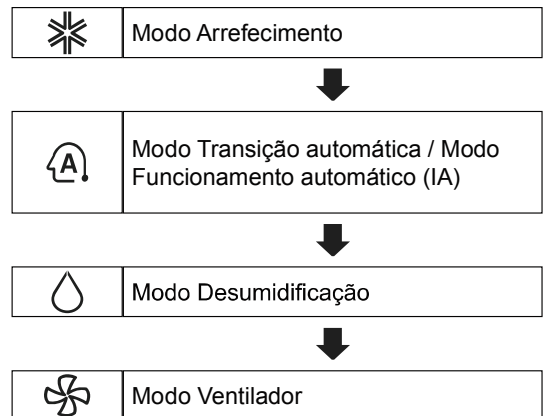 Modo Arrefecimento
A
Modo Transição automática / Modo
Funcionamento automático (IA)
Modo Desumidificação
Modo Ventilador